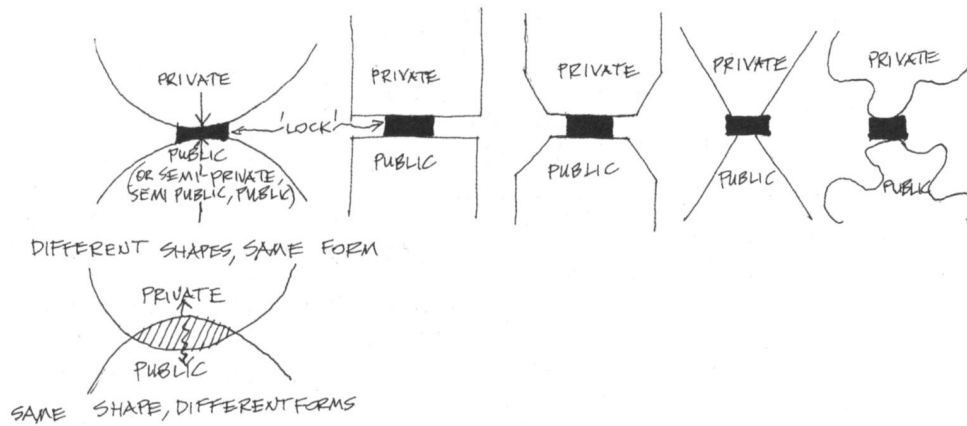 PRIVATE
'LOCK'
PUBLIC
(OR SEMI-PRIVATE,
SEMI PUBLIC, PUBLIC)
PRIVATE
PUBLIC
PRIVATE
PUBLIC
PRIVATE
PUBLIC
PRIVATE
PUBLIC
DIFFERENT SHAPES, SAME FORM
PRIVATE
PUBLIC
SAME SHAPE, DIFFERENT FORMS